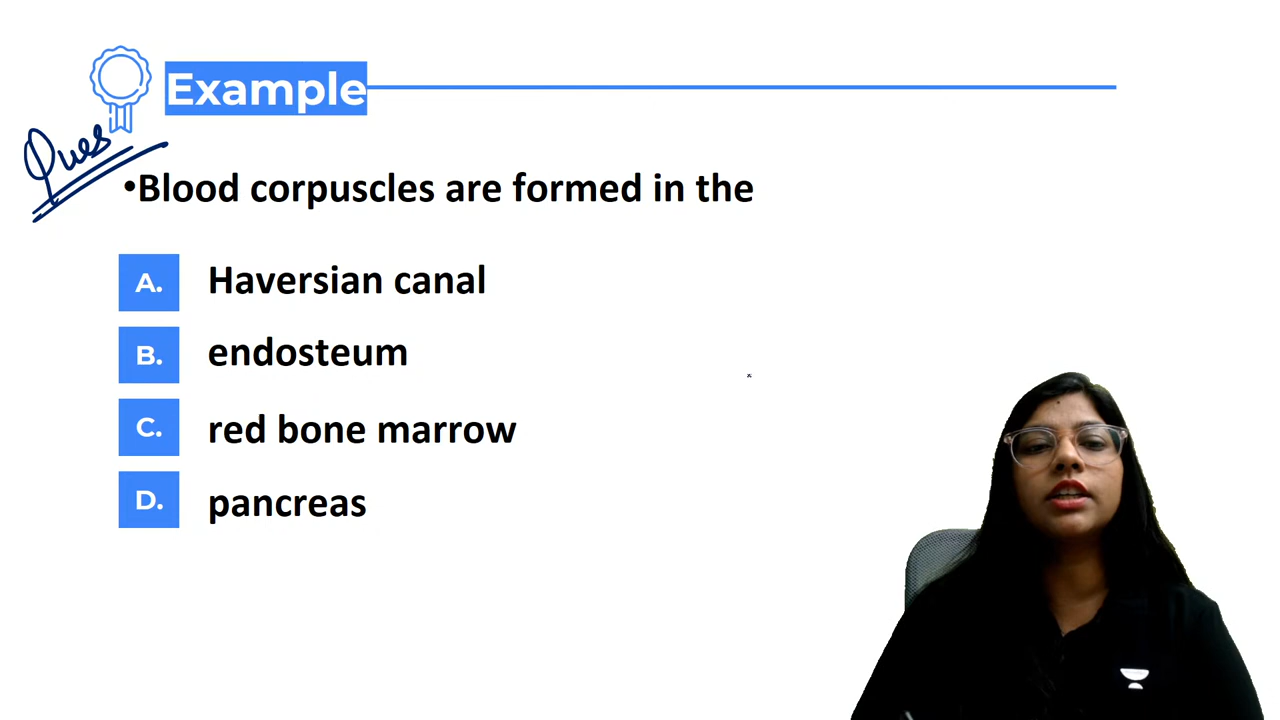 Example
Ques
•Blood corpuscles are formed in the
A. Haversian canal
B. endosteum
C. red bone marrow
D. pancreas